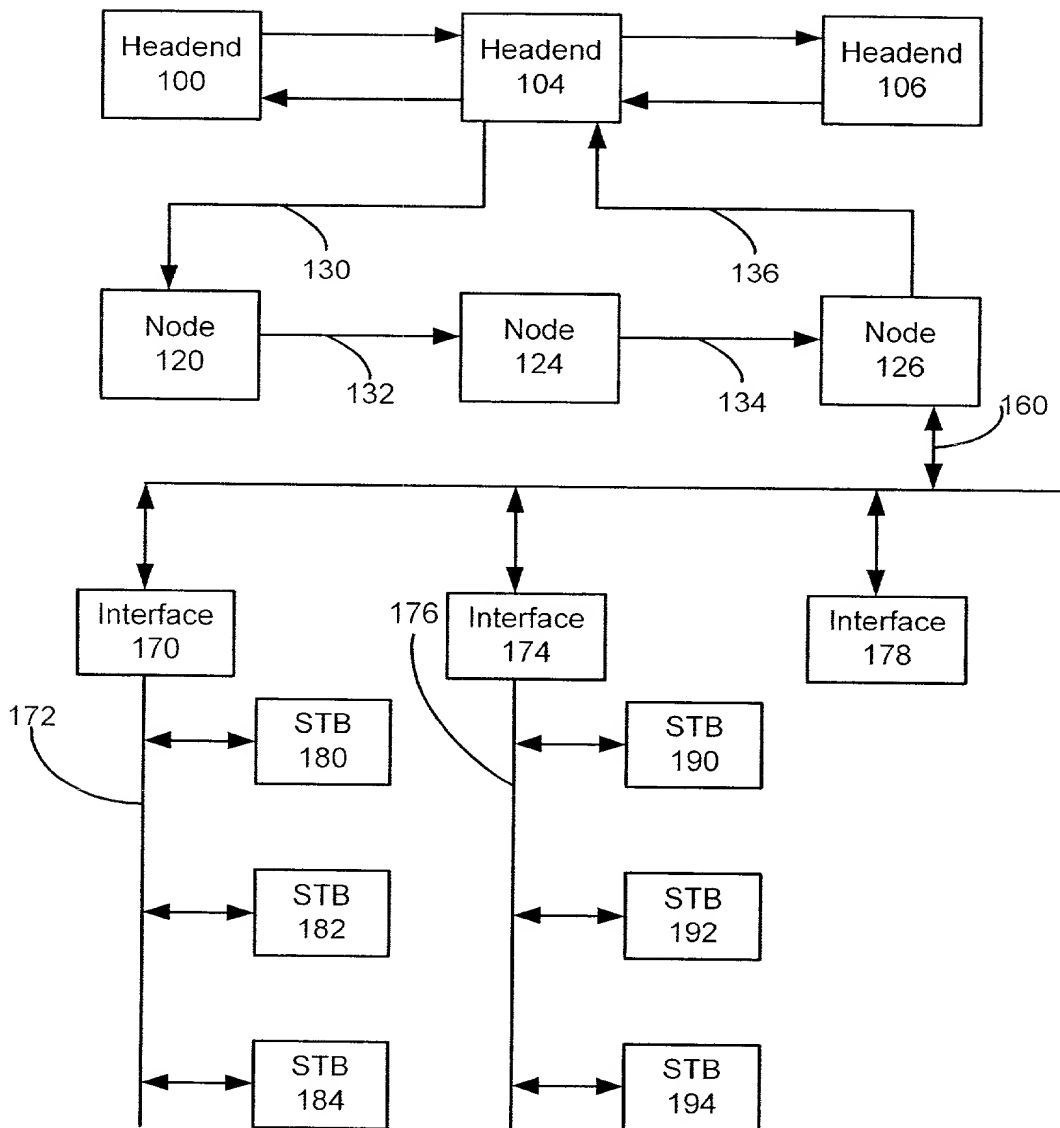 Headend
100
Headend
104
Headend
106
130
136
Node
120
Node
124
Node
126
132
134
160
Interface
170
176
Interface
174
Interface
178
172
STB
180
STB
190
STB
182
STB
192
STB
184
STB
194